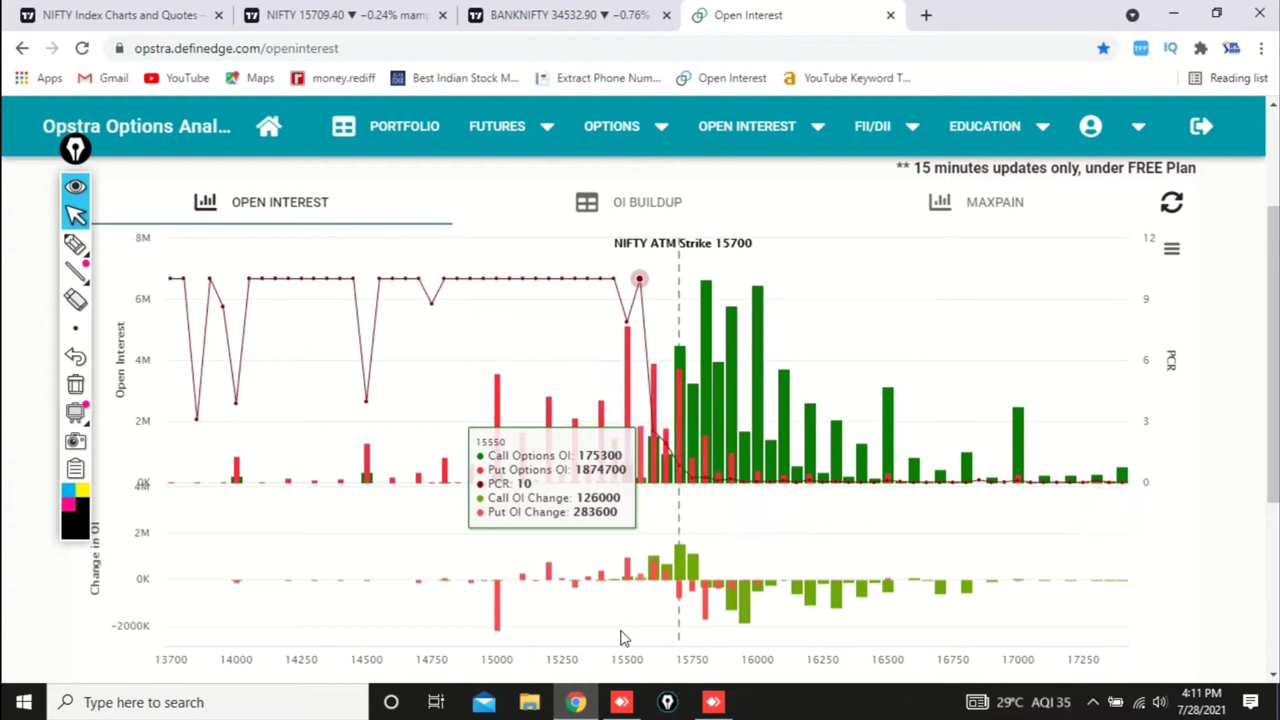 NIFTY Index Charts and Quotes –
NIFTY 15709.40 ▼ −0.24% mamp
BANKNIFTY 34532.90 ▼ −0.76%
Open Interest
opstra.definedge.com/openinterest
Apps
Gmail
YouTube
Maps
money.rediff
Best Indian Stock M...
Extract Phone Num...
Open Interest
YouTube Keyword T...
Reading list
Opstra Options Anal...
PORTFOLIO
FUTURES
OPTIONS
OPEN INTEREST
FII/DII
EDUCATION
** 15 minutes updates only, under FREE Plan
OPEN INTEREST
OI BUILDUP
MAXPAIN
NIFTY ATM Strike 15700
8M
6M
4M
2M
0K
Open Interest
12
9
6
3
0
PCR
15550
Call Options OI: 175300
Put Options OI: 1874700
PCR: 10
Call OI Change: 126000
Put OI Change: 283600
4M
2M
0K
−2000K
Change in OI
13700 14000 14250 14500 14750 15000 15250 15500 15750 16000 16250 16500 16750 17000 17250
Type here to search
29°C AQI 35
4:11 PM
7/28/2021